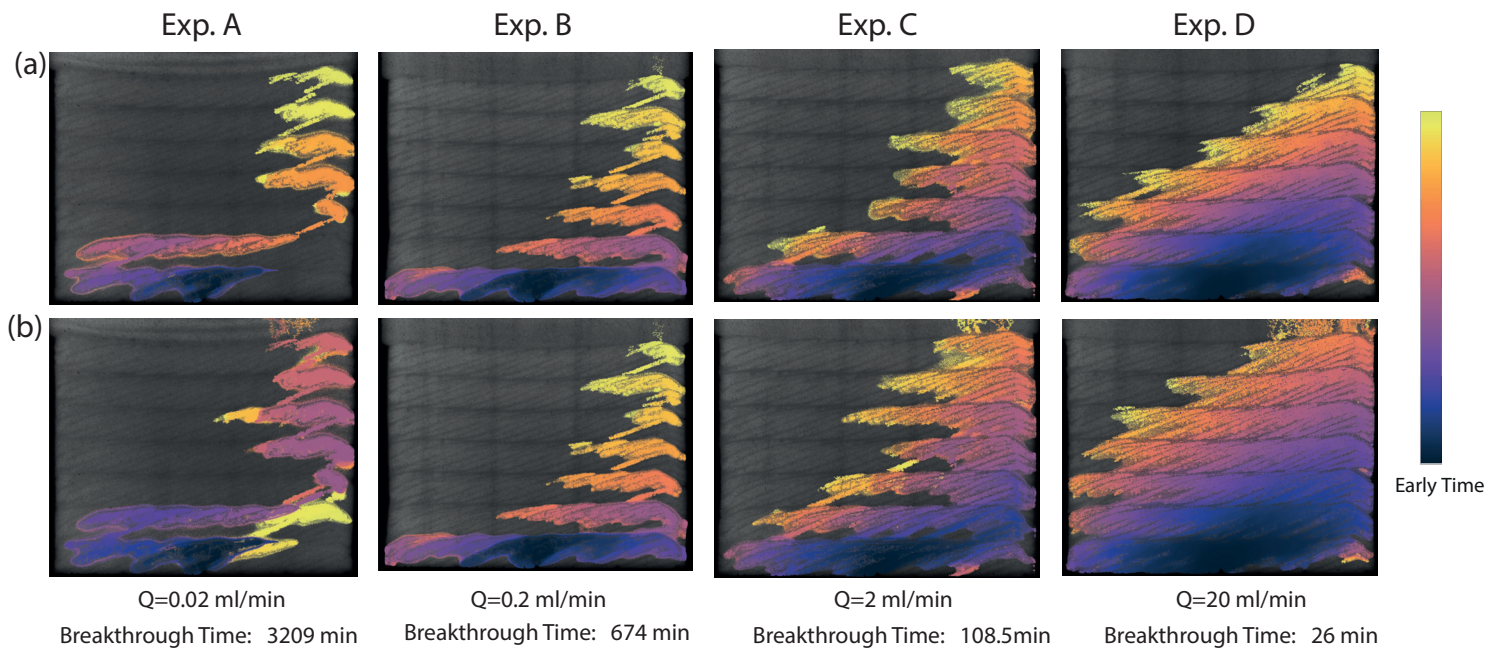 Exp. A
Exp. B
Exp. C
Exp. D
(a)
(b)
Early Time
Q=0.02 ml/min
Q=0.2 ml/min
Q=2 ml/min
Q=20 ml/min
Breakthrough Time: 3209 min
Breakthrough Time: 674 min
Breakthrough Time: 108.5min
Breakthrough Time: 26 min